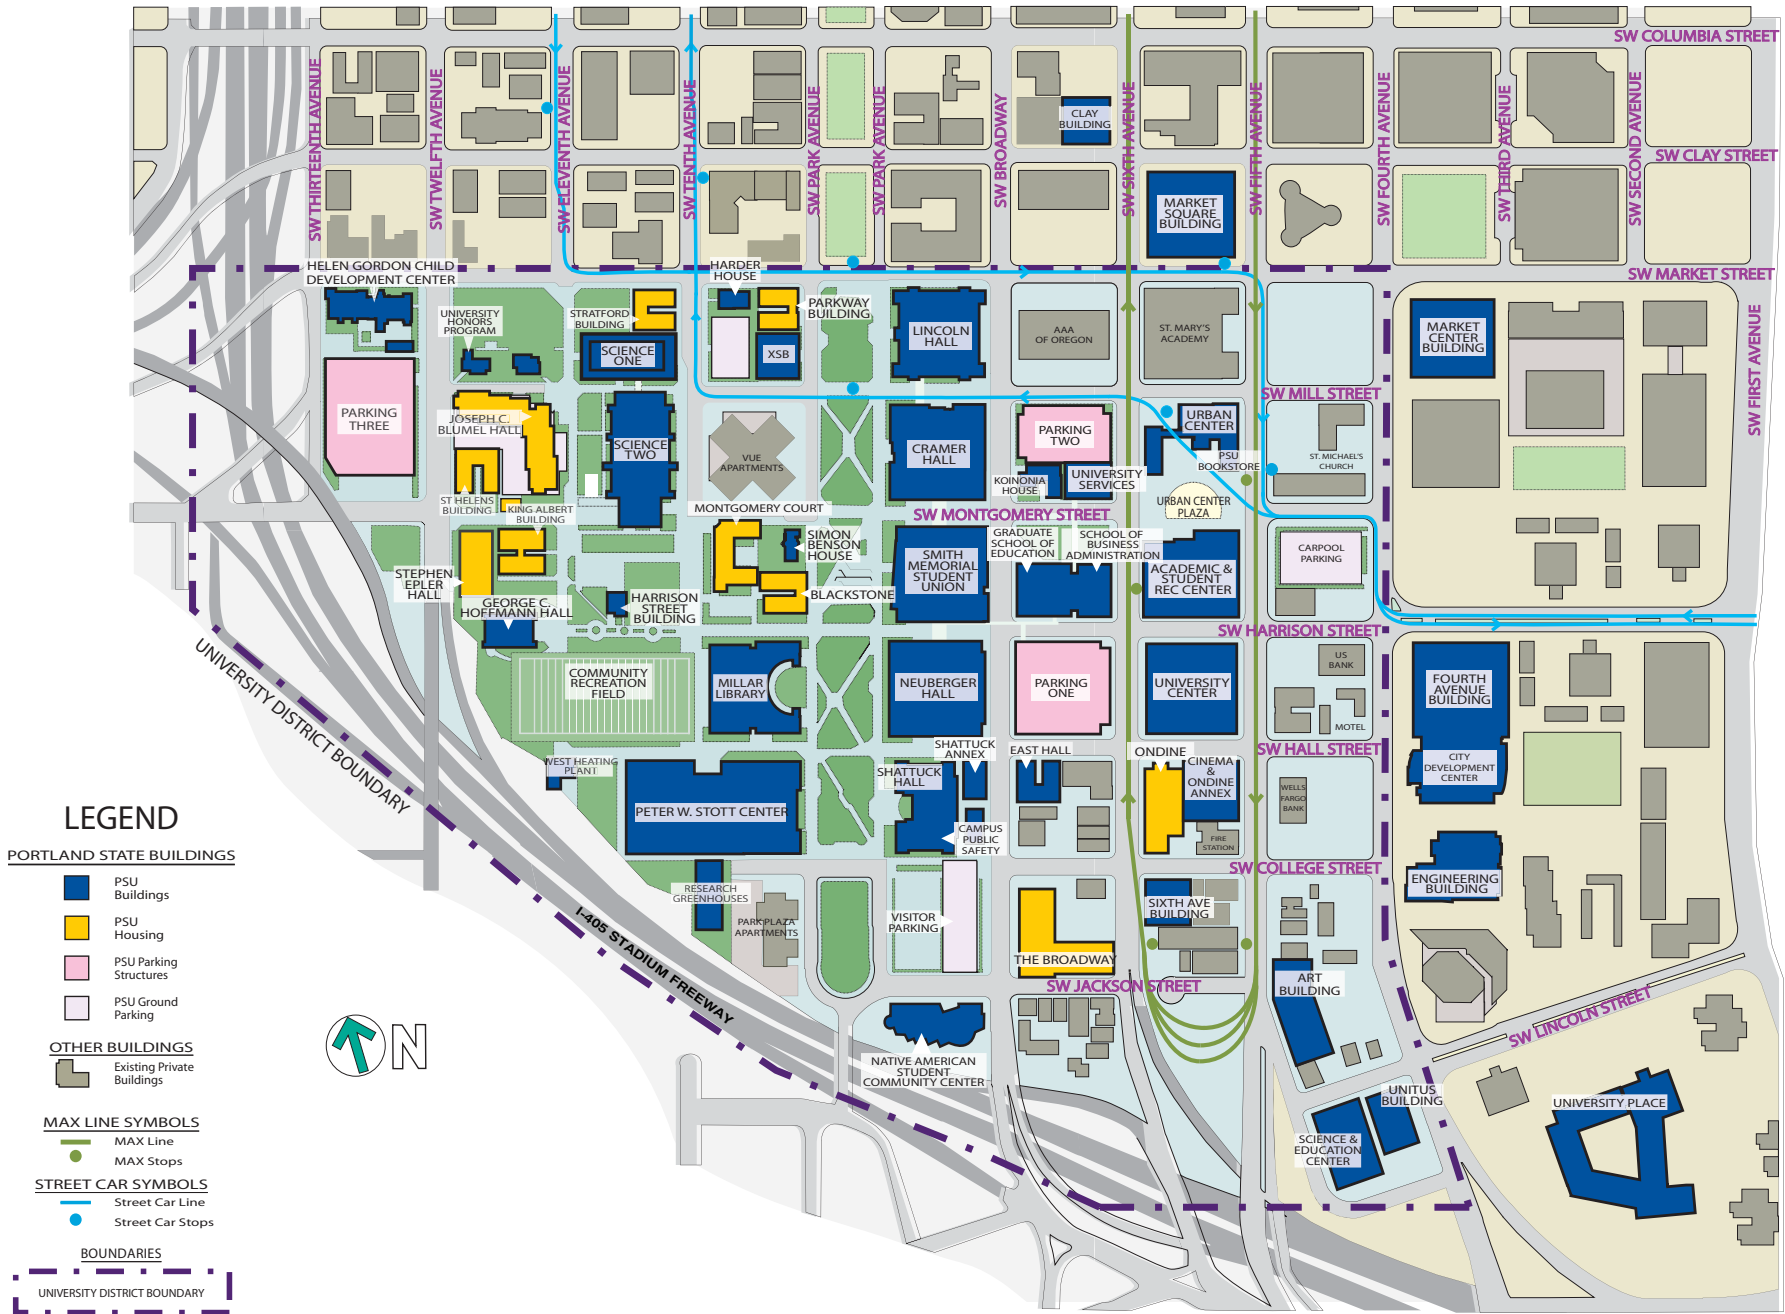 SW COLUMBIA STREET
SW THIRTEENTH AVENUE
SW TWELFTH AVENUE
SW ELEVENTH AVENUE
SW TENTH AVENUE
SW PARK AVENUE
SW PARK AVENUE
SW BROADWAY
SW SIXTH AVENUE
SW FIFTH AVENUE
SW FOURTH AVENUE
SW THIRD AVENUE
SW SECOND AVENUE
CLAY
BUILDING
SW CLAY STREET
MARKET
SQUARE
BUILDING
SW MARKET STREET
HELEN GORDON CHILD
DEVELOPMENT CENTER
HARDER
HOUSE
UNIVERSITY
HONORS
PROGRAM
STRATFORD
BUILDING
PARKWAY
BUILDING
SCIENCE
ONE
XSB
LINCOLN
HALL
AAA
OF OREGON
ST. MARY'S
ACADEMY
MARKET
CENTER
BUILDING
SW FIRST AVENUE
SW MILL STREET
PARKING
THREE
JOSEPH C.
BLUMEL HALL
SCIENCE
TWO
VUE
APARTMENTS
CRAMER
HALL
PARKING
TWO
URBAN
CENTER
PSU
BOOKSTORE
ST. MICHAEL'S
CHURCH
KOINONIA
HOUSE
UNIVERSITY
SERVICES
ST HELENS
BUILDING
KING ALBERT
BUILDING
MONTGOMERY COURT
URBAN CENTER
PLAZA
SW MONTGOMERY STREET
SIMON
BENSON
HOUSE
SMITH
MEMORIAL
STUDENT
UNION
GRADUATE
SCHOOL OF
EDUCATION
SCHOOL OF
BUSINESS
ADMINISTRATION
ACADEMIC &
STUDENT
REC CENTER
CARPOOL
PARKING
STEPHEN
EPLER
HALL
GEORGE C.
HOFFMANN HALL
HARRISON
STREET
BUILDING
BLACKSTONE
SW HARRISON STREET
UNIVERSITY DISTRICT BOUNDARY
COMMUNITY
RECREATION
FIELD
MILLAR
LIBRARY
NEUBERGER
HALL
PARKING
ONE
UNIVERSITY
CENTER
US
BANK
MOTEL
FOURTH
AVENUE
BUILDING
SW HALL STREET
WEST HEATING
PLANT
SHATTUCK
ANNEX
EAST HALL
ONDINE
CINEMA
&
ONDINE
ANNEX
CITY
DEVELOPMENT
CENTER
SHATTUCK
HALL
PETER W. STOTT CENTER
CAMPUS
PUBLIC
SAFETY
WELLS
FARGO
BANK
FIRE
STATION
SW COLLEGE STREET
ENGINEERING
BUILDING
RESEARCH
GREENHOUSES
PARK PLAZA
APARTMENTS
VISITOR
PARKING
SIXTH AVE
BUILDING
THE BROADWAY
I-405 STADIUM FREEWAY
SW JACKSON STREET
ART
BUILDING
SW LINCOLN STREET
NATIVE AMERICAN
STUDENT
COMMUNITY CENTER
UNITUS
BUILDING
UNIVERSITY PLACE
SCIENCE &
EDUCATION
CENTER
N
LEGEND
PORTLAND STATE BUILDINGS
PSU
Buildings
PSU
Housing
PSU Parking
Structures
PSU Ground
Parking
OTHER BUILDINGS
Existing Private
Buildings
MAX LINE SYMBOLS
MAX Line
MAX Stops
STREET CAR SYMBOLS
Street Car Line
Street Car Stops
BOUNDARIES
UNIVERSITY DISTRICT BOUNDARY